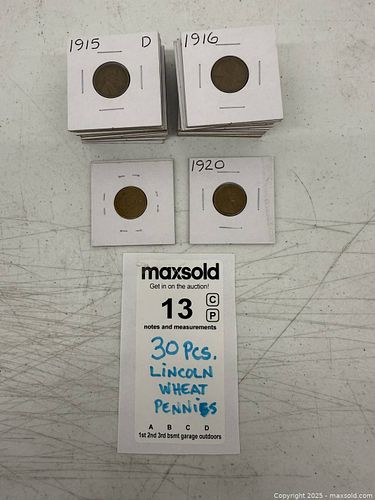 1915 D
1916
1920
maxsold
Get in on the auction!
13 C
P
notes and measurements
30 PCS.
LINCOLN
WHEAT
PENNIES
A B C D
1st 2nd 3rd bsmt garage outdoors
Copyright 2025 - maxsold.com